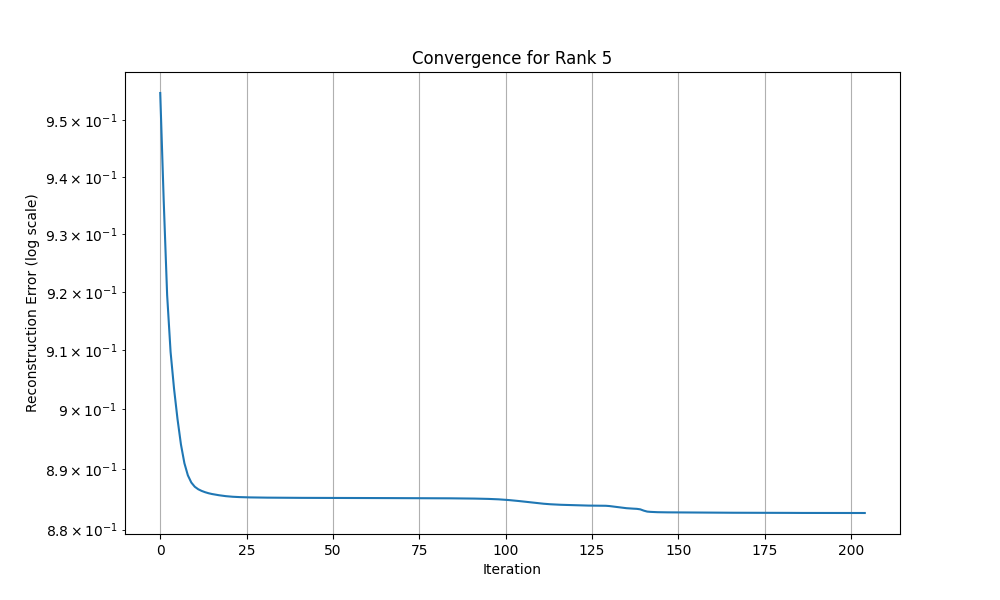 Convergence for Rank 5
Reconstruction Error (log scale)
9.5 × 10⁻¹
9.4 × 10⁻¹
9.3 × 10⁻¹
9.2 × 10⁻¹
9.1 × 10⁻¹
9 × 10⁻¹
8.9 × 10⁻¹
8.8 × 10⁻¹
0 25 50 75 100 125 150 175 200
Iteration